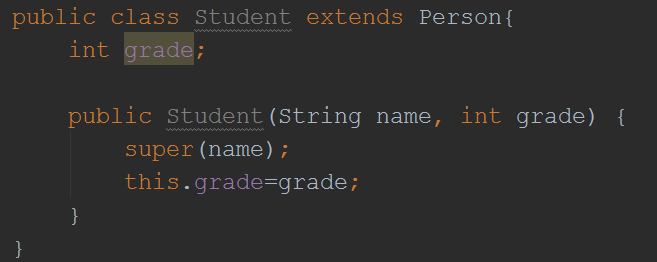 public class Student extends Person{
    int grade;

    public Student(String name, int grade) {
        super(name);
        this.grade=grade;
    }
}